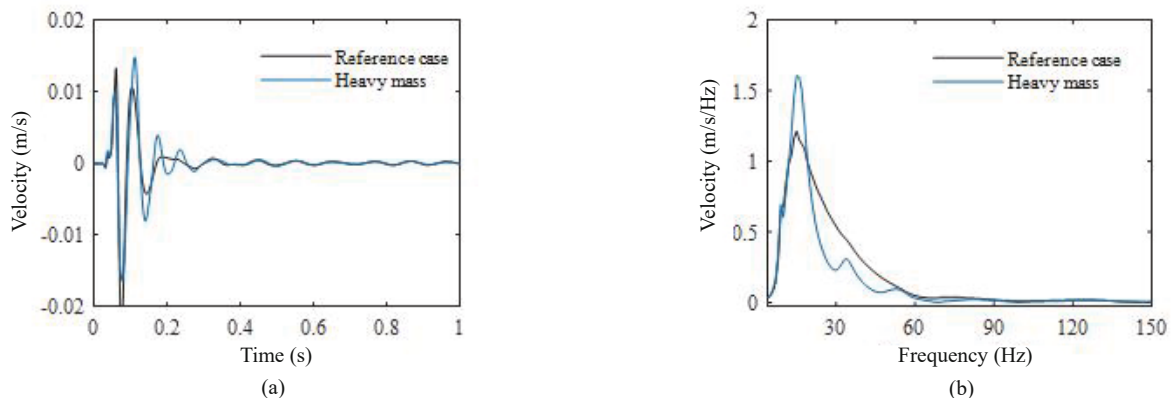 0.02
0.01
0
-0.01
-0.02
Velocity (m/s)
Reference case
Heavy mass
0 0.2 0.4 0.6 0.8 1
Time (s)
(a)
2
1.5
1
0.5
0
Velocity (m/s/Hz)
Reference case
Heavy mass
30 60 90 120 150
Frequency (Hz)
(b)